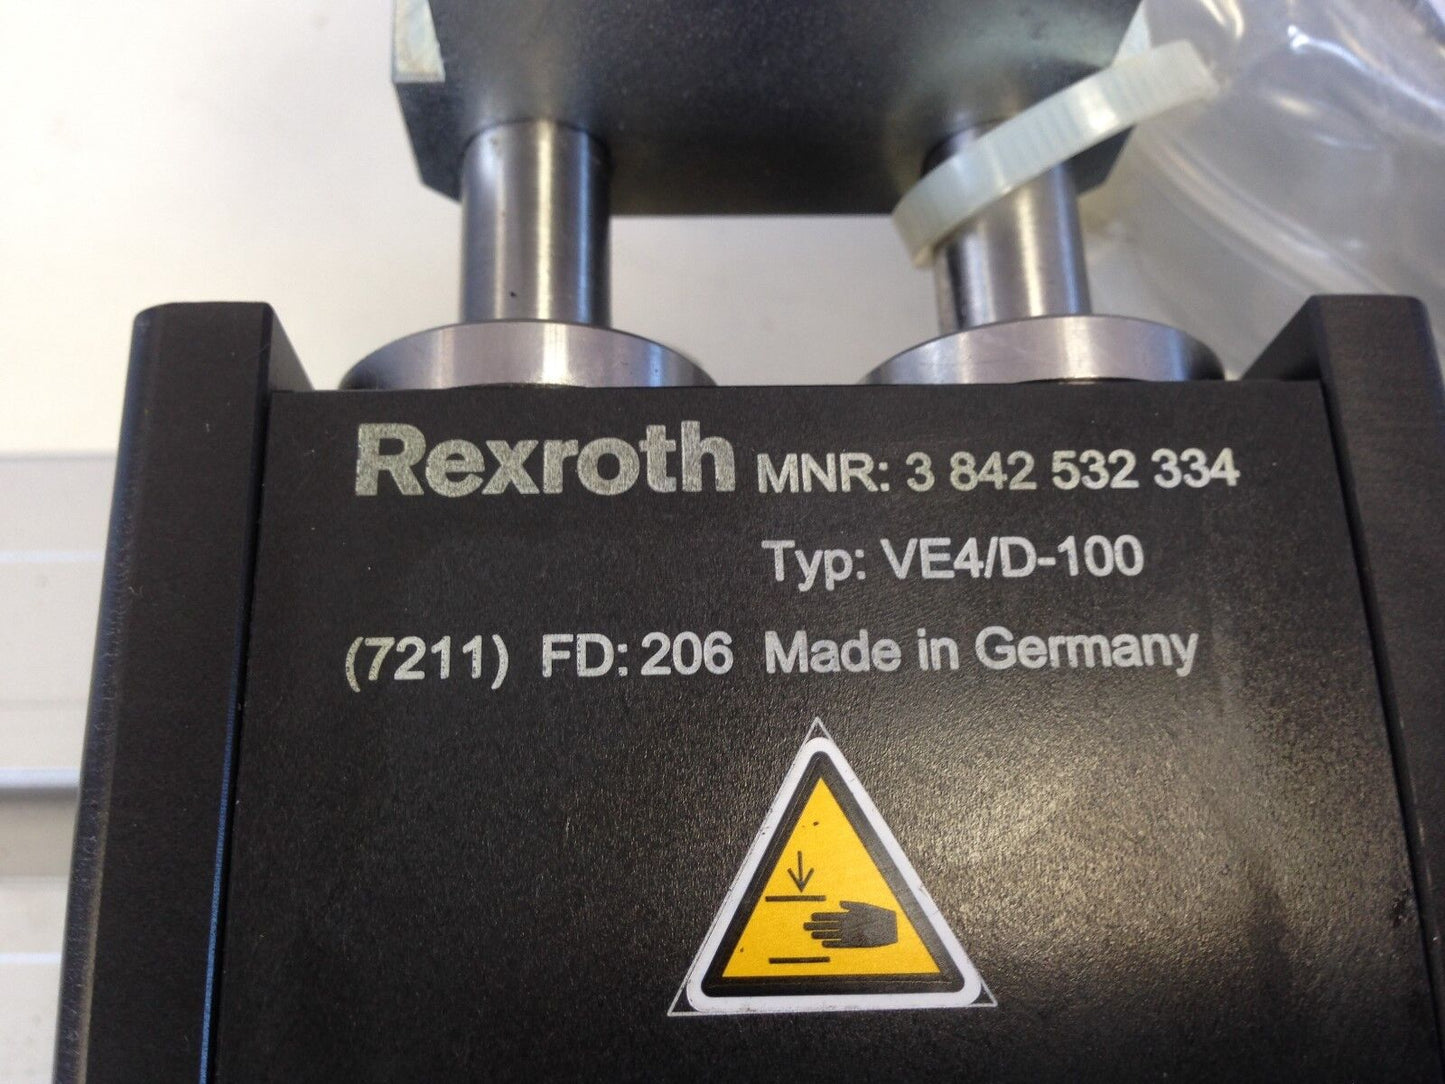 Rexroth MNR: 3 842 532 334
Typ: VE4/D-100
(7211) FD: 206 Made in Germany